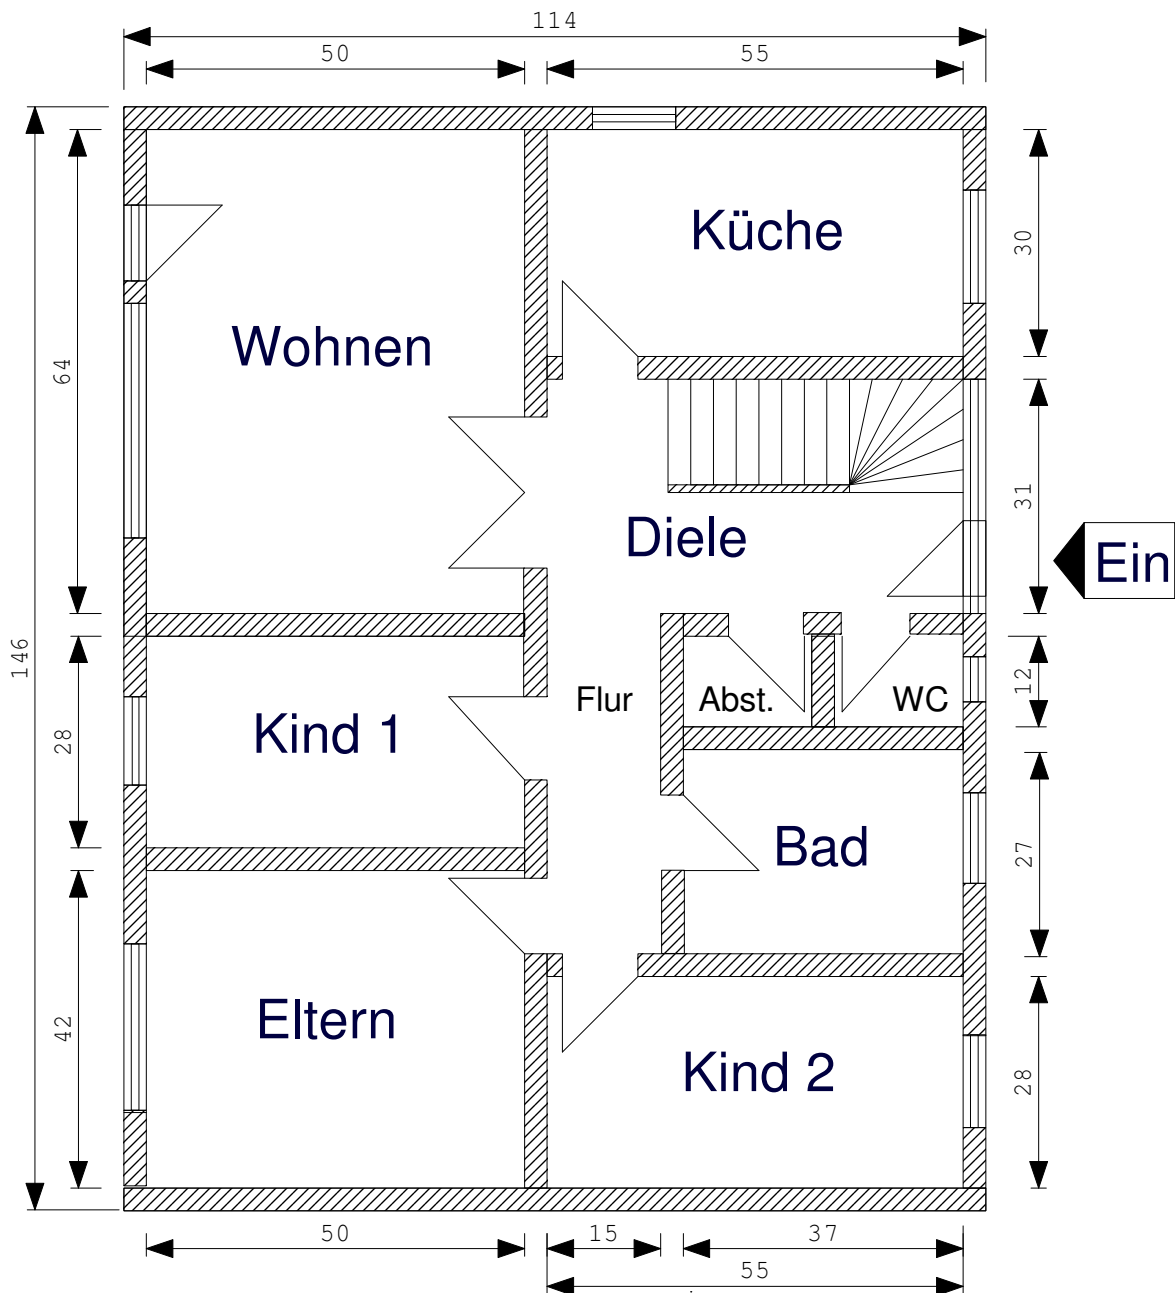 114
50 55
Küche
30
Wohnen
64
31
Diele
Ein
146
12
Flur Abst. WC
Kind 1
28
Bad
27
Eltern
42
Kind 2
28
50 15 37
55